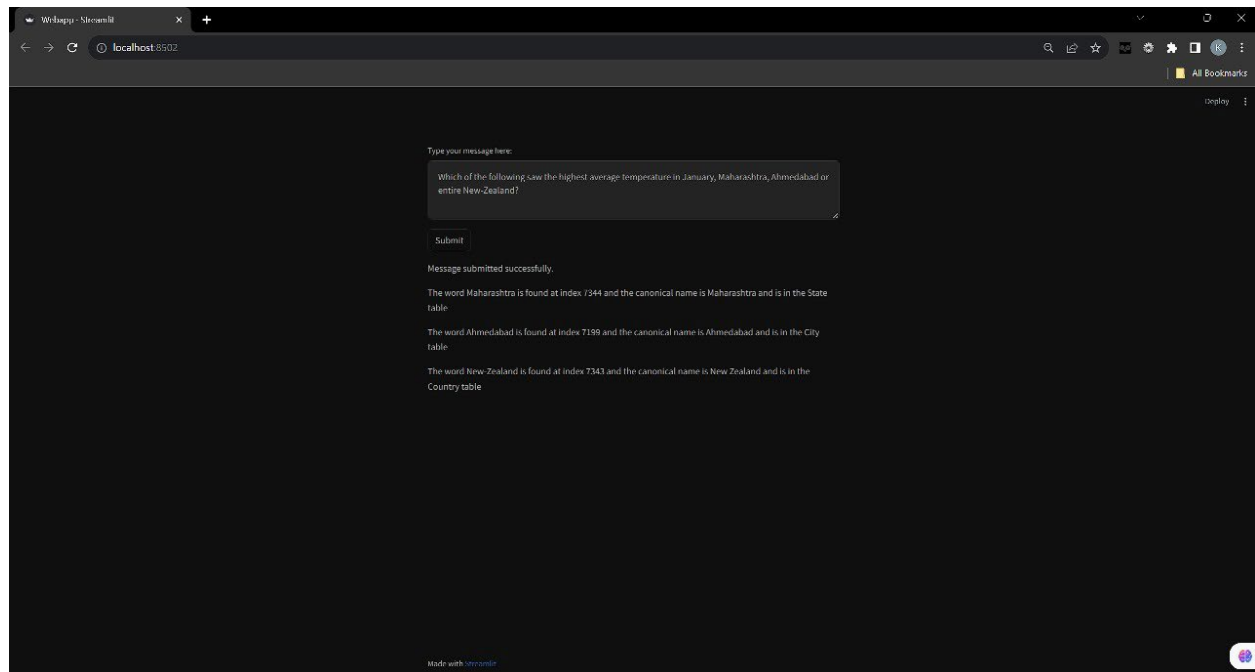 Webapp - Streamlit
localhost:8502
All Bookmarks
Deploy
Type your message here:
Which of the following saw the highest average temperature in January, Maharashtra, Ahmedabad or
entire New-Zealand?
Submit
Message submitted successfully.
The word Maharashtra is found at index 7344 and the canonical name is Maharashtra and is in the State
table
The word Ahmedabad is found at index 7199 and the canonical name is Ahmedabad and is in the City
table
The word New-Zealand is found at index 7343 and the canonical name is New Zealand and is in the
Country table
Made with Streamlit